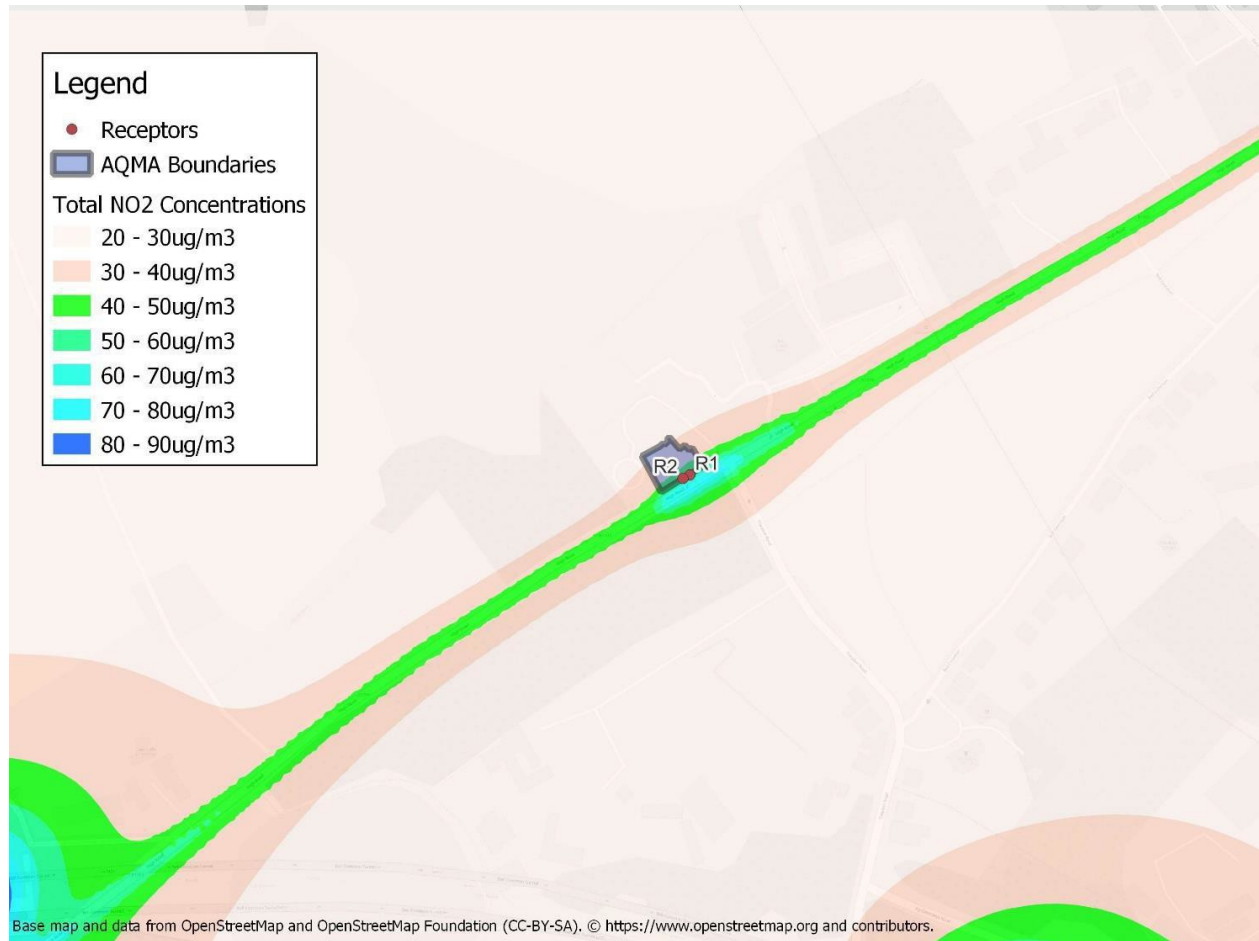 Legend
Receptors
AQMA Boundaries
Total NO2 Concentrations
20 - 30ug/m3
30 - 40ug/m3
40 - 50ug/m3
50 - 60ug/m3
60 - 70ug/m3
70 - 80ug/m3
80 - 90ug/m3
R2 R1
Base map and data from OpenStreetMap and OpenStreetMap Foundation (CC-BY-SA). © https://www.openstreetmap.org and contributors.